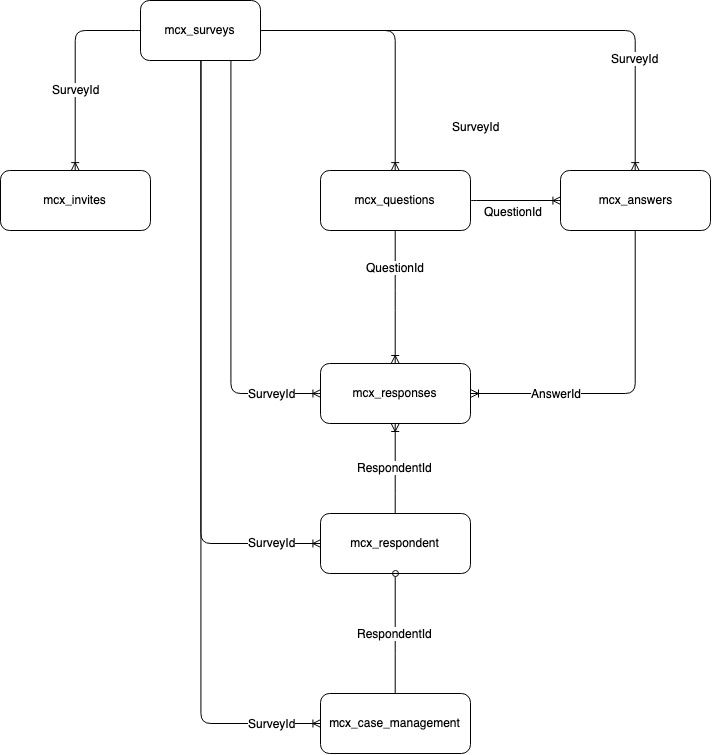 mcx_surveys
SurveyId
SurveyId
SurveyId
mcx_invites
mcx_questions
mcx_answers
QuestionId
QuestionId
SurveyId
mcx_responses
AnswerId
RespondentId
SurveyId
mcx_respondent
RespondentId
SurveyId
mcx_case_management